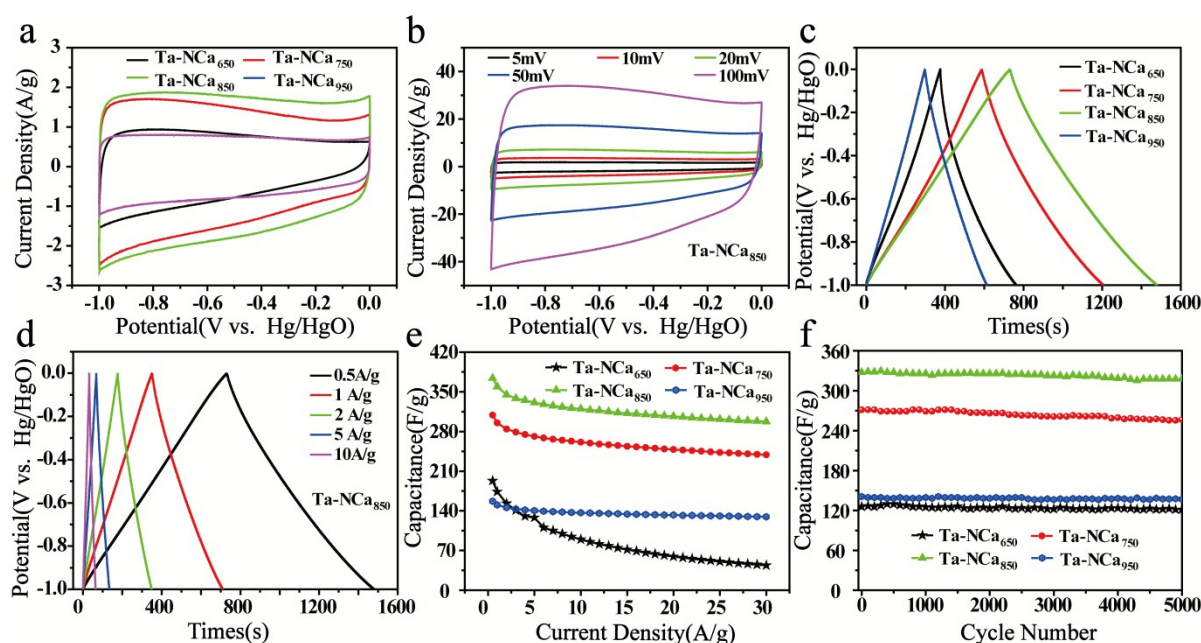 a
Ta-NCa650 Ta-NCa750
Ta-NCa850 Ta-NCa950
Current Density(A/g)
3
2
1
0
-1
-2
-3
-1.0 -0.8 -0.6 -0.4 -0.2 0.0
Potential(V vs. Hg/HgO)
b
5mV 10mV 20mV
50mV 100mV
Current Density(A/g)
40
20
0
-20
-40
Ta-NCa850
-1.0 -0.8 -0.6 -0.4 -0.2 0.0
Potential(V vs. Hg/HgO)
c
Ta-NCa650
Ta-NCa750
Ta-NCa850
Ta-NCa950
Potential(V vs. Hg/HgO)
0.0
-0.2
-0.4
-0.6
-0.8
-1.0
0 400 800 1200 1600
Times(s)
d
0.5A/g
1 A/g
2 A/g
5 A/g
10A/g
Ta-NCa850
Potential(V vs. Hg/HgO)
0.0
-0.2
-0.4
-0.6
-0.8
-1.0
0 400 800 1200 1600
Times(s)
e
Ta-NCa650 Ta-NCa750
Ta-NCa850 Ta-NCa950
Capacitance(F/g)
420
350
280
210
140
70
0
0 5 10 15 20 25 30
Current Density(A/g)
f
Capacitance(F/g)
360
300
240
180
120
60
0
Ta-NCa650 Ta-NCa750
Ta-NCa850 Ta-NCa950
0 1000 2000 3000 4000 5000
Cycle Number